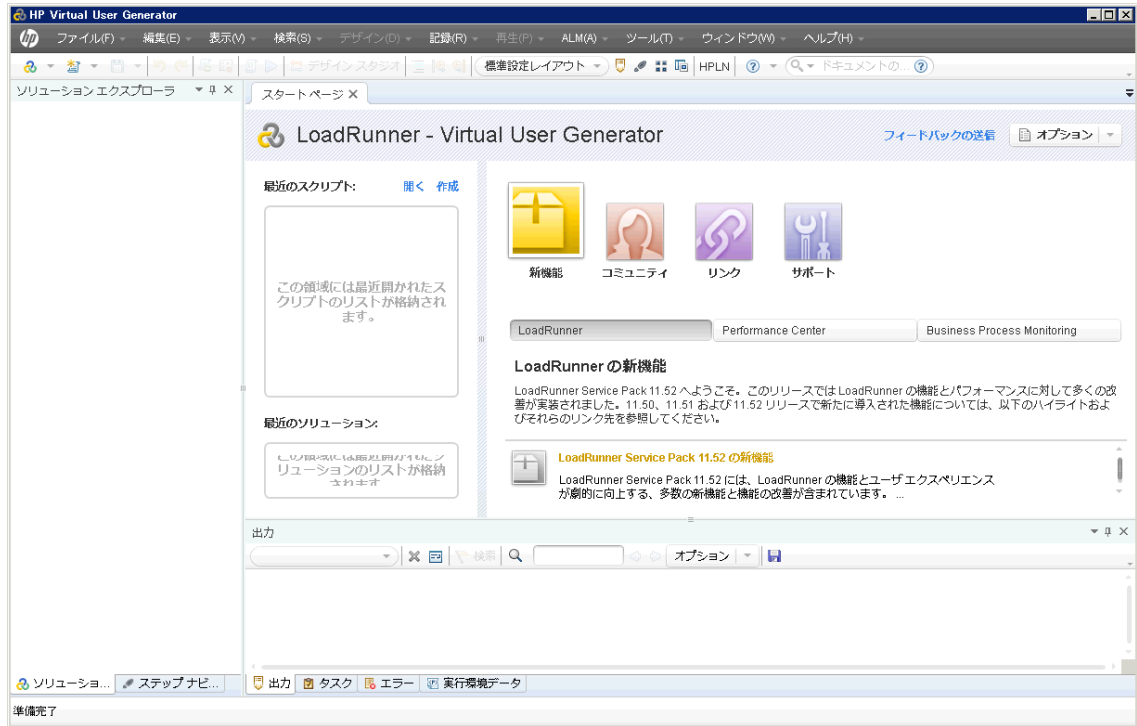 HP Virtual User Generator
hp ファイル(F) 編集(E) 表示(V) 検索(S) デザイン(D) 記録(R) 再生(P) ALM(A) ツール(T) ウィンドウ(W) ヘルプ(H)
デザイン スタジオ 標準設定レイアウト HPLN ドキュメントの...
ソリューション エクスプローラ
スタート ページ
LoadRunner - Virtual User Generator
フィードバックの送信 オプション
最近のスクリプト: 開く 作成
この領域には最近開かれたス
クリプトのリストが格納され
ます。
新機能 コミュニティ リンク サポート
LoadRunner Performance Center Business Process Monitoring
LoadRunner の新機能
LoadRunner Service Pack 11.52 へようこそ。このリリースでは LoadRunner の機能とパフォーマンスに対して多くの改
善が実装されました。11.50、11.51 および 11.52 リリースで新たに導入された機能については、以下のハイライトおよ
びそれらのリンク先を参照してください。
最近のソリューション:
この領域には最近開かれたソ
リューションのリストが格納
されます
LoadRunner Service Pack 11.52 の新機能
LoadRunner Service Pack 11.52 には、LoadRunner の機能とユーザ エクスペリエンス
が劇的に向上する、多数の新機能と機能の改善が含まれています。 ...
出力
検索 オプション
ソリューショ... ステップ ナビ...
出力 タスク エラー 実行環境データ
準備完了